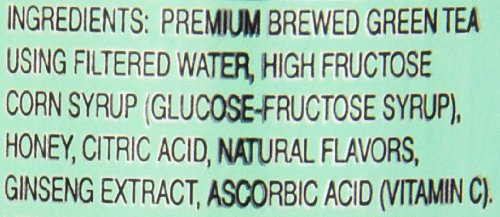 INGREDIENTS: PREMIUM BREWED GREEN TEA
USING FILTERED WATER, HIGH FRUCTOSE
CORN SYRUP (GLUCOSE-FRUCTOSE SYRUP),
HONEY, CITRIC ACID, NATURAL FLAVORS,
GINSENG EXTRACT, ASCORBIC ACID (VITAMIN C).